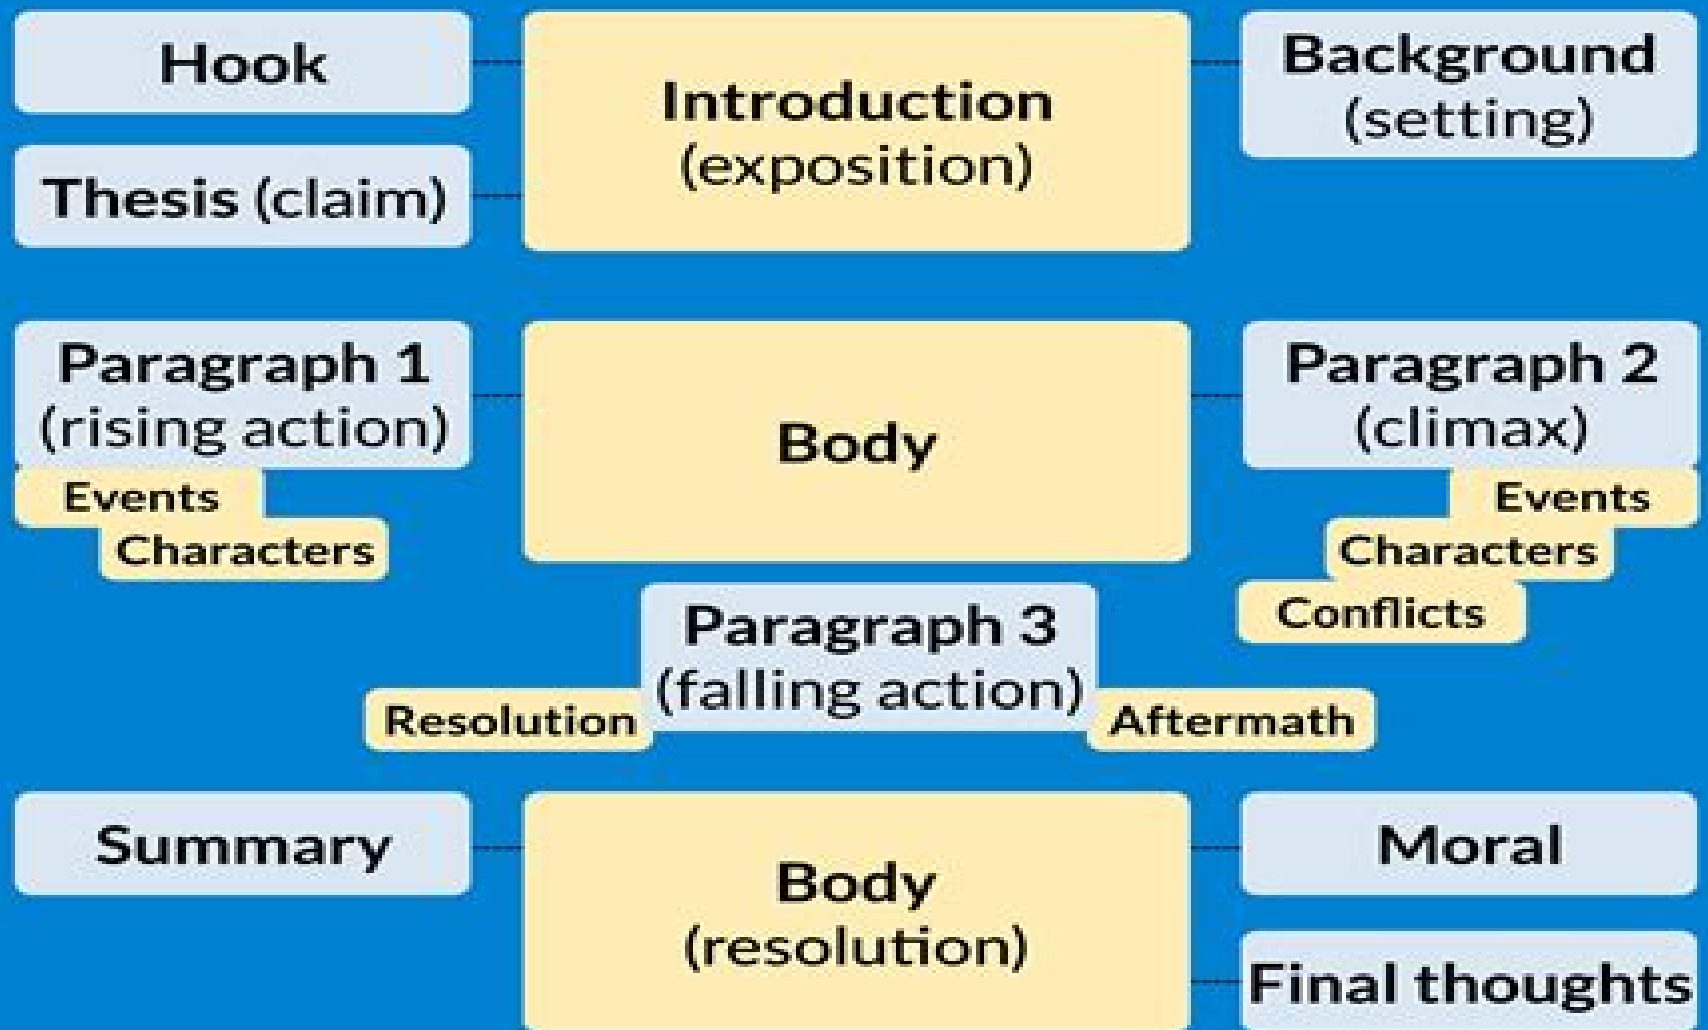 Hook
Introduction
(exposition)
Background
(setting)
Thesis (claim)
Paragraph 1
(rising action)
Events
Characters
Body
Paragraph 2
(climax)
Events
Characters
Conflicts
Paragraph 3
(falling action)
Resolution
Aftermath
Summary
Body
(resolution)
Moral
Final thoughts